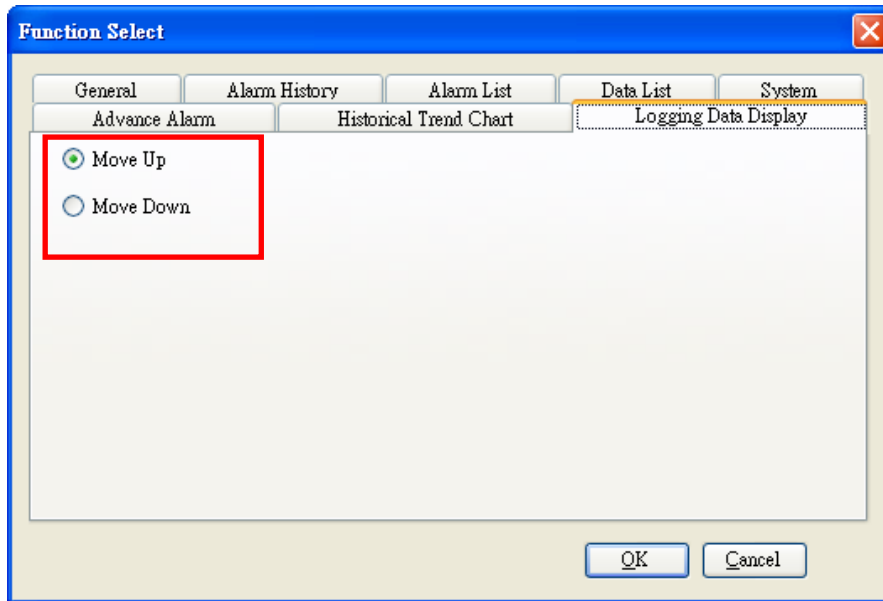 Function Select
General Alarm History Alarm List Data List System
Advance Alarm Historical Trend Chart Logging Data Display
Move Up
Move Down
OK Cancel